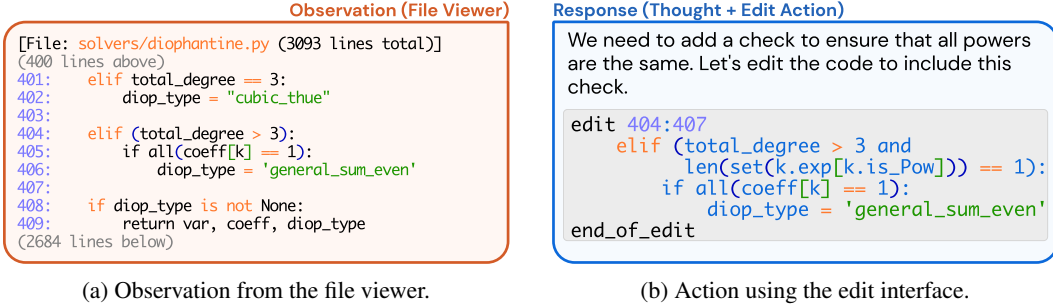 Observation (File Viewer)
[File: solvers/diophantine.py (3093 lines total)]
(400 lines above)
401:    elif total_degree == 3:
402:        diop_type = "cubic_thue"
403:
404:    elif (total_degree > 3):
405:        if all(coeff[k] == 1):
406:            diop_type = 'general_sum_even'
407:
408:    if diop_type is not None:
409:        return var, coeff, diop_type
(2684 lines below)
(a) Observation from the file viewer.
Response (Thought + Edit Action)
We need to add a check to ensure that all powers
are the same. Let's edit the code to include this
check.
edit 404:407
    elif (total_degree > 3 and
          len(set(k.exp[k.is_Pow])) == 1):
        if all(coeff[k] == 1):
            diop_type = 'general_sum_even'
end_of_edit
(b) Action using the edit interface.